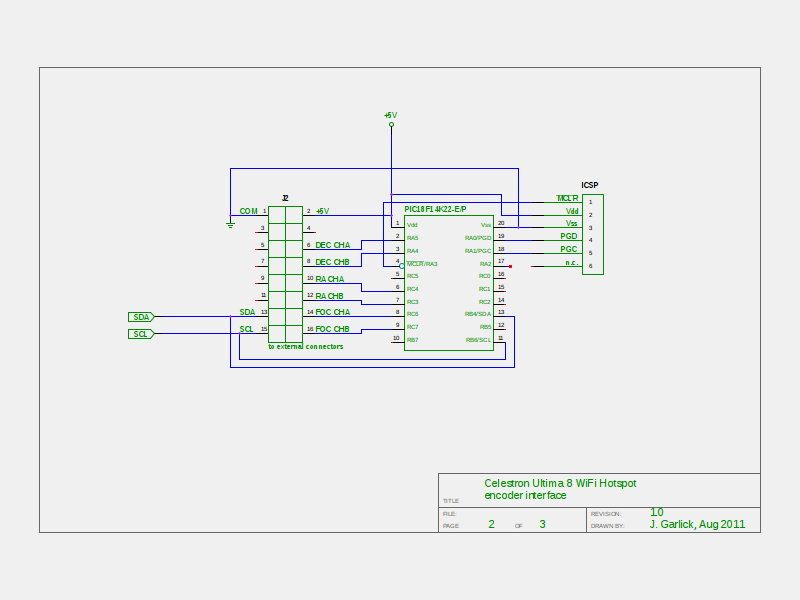 +5V
ICSP
J2
MCLR 1
COM 1 2 +5V
PIC18F14K22-E/P
Vdd 2
1 Vdd Vss 20
Vss 3
3 4
2 RA5 RA0/PGD 19
PGD 4
5 6 DEC CHA
3 RA4 RA1/PGC 18
PGC 5
7 8 DEC CHB
4 MCLR/RA3 RA2 17
n.c. 6
5 RC5 RC0 16
9 10 RA CHA
6 RC4 RC1 15
11 12 RA CHB
7 RC3 RC2 14
SDA
SDA 13 14 FOC CHA
8 RC6 RB4/SDA 13
SCL
SCL 15 16 FOC CHB
9 RC7 RB5 12
10 RB7 RB6/SCL 11
to external connectors
TITLE
Celestron Ultima 8 WiFi Hotspot
encoder interface
FILE: REVISION: 1.0
PAGE 2 OF 3 DRAWN BY: J. Garlick, Aug 2011